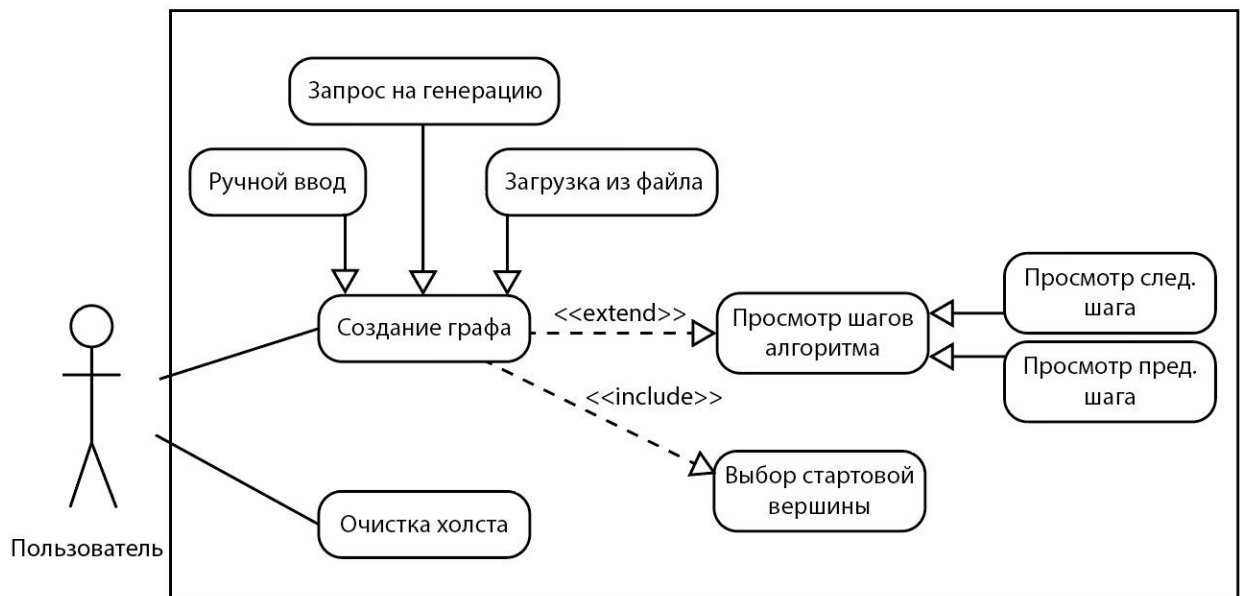 Запрос на генерацию
Ручной ввод
Загрузка из файла
Создание графа
<<extend>>
Просмотр шагов
алгоритма
Просмотр след.
шага
Просмотр пред.
шага
<<include>>
Выбор стартовой
вершины
Очистка холста
Пользователь